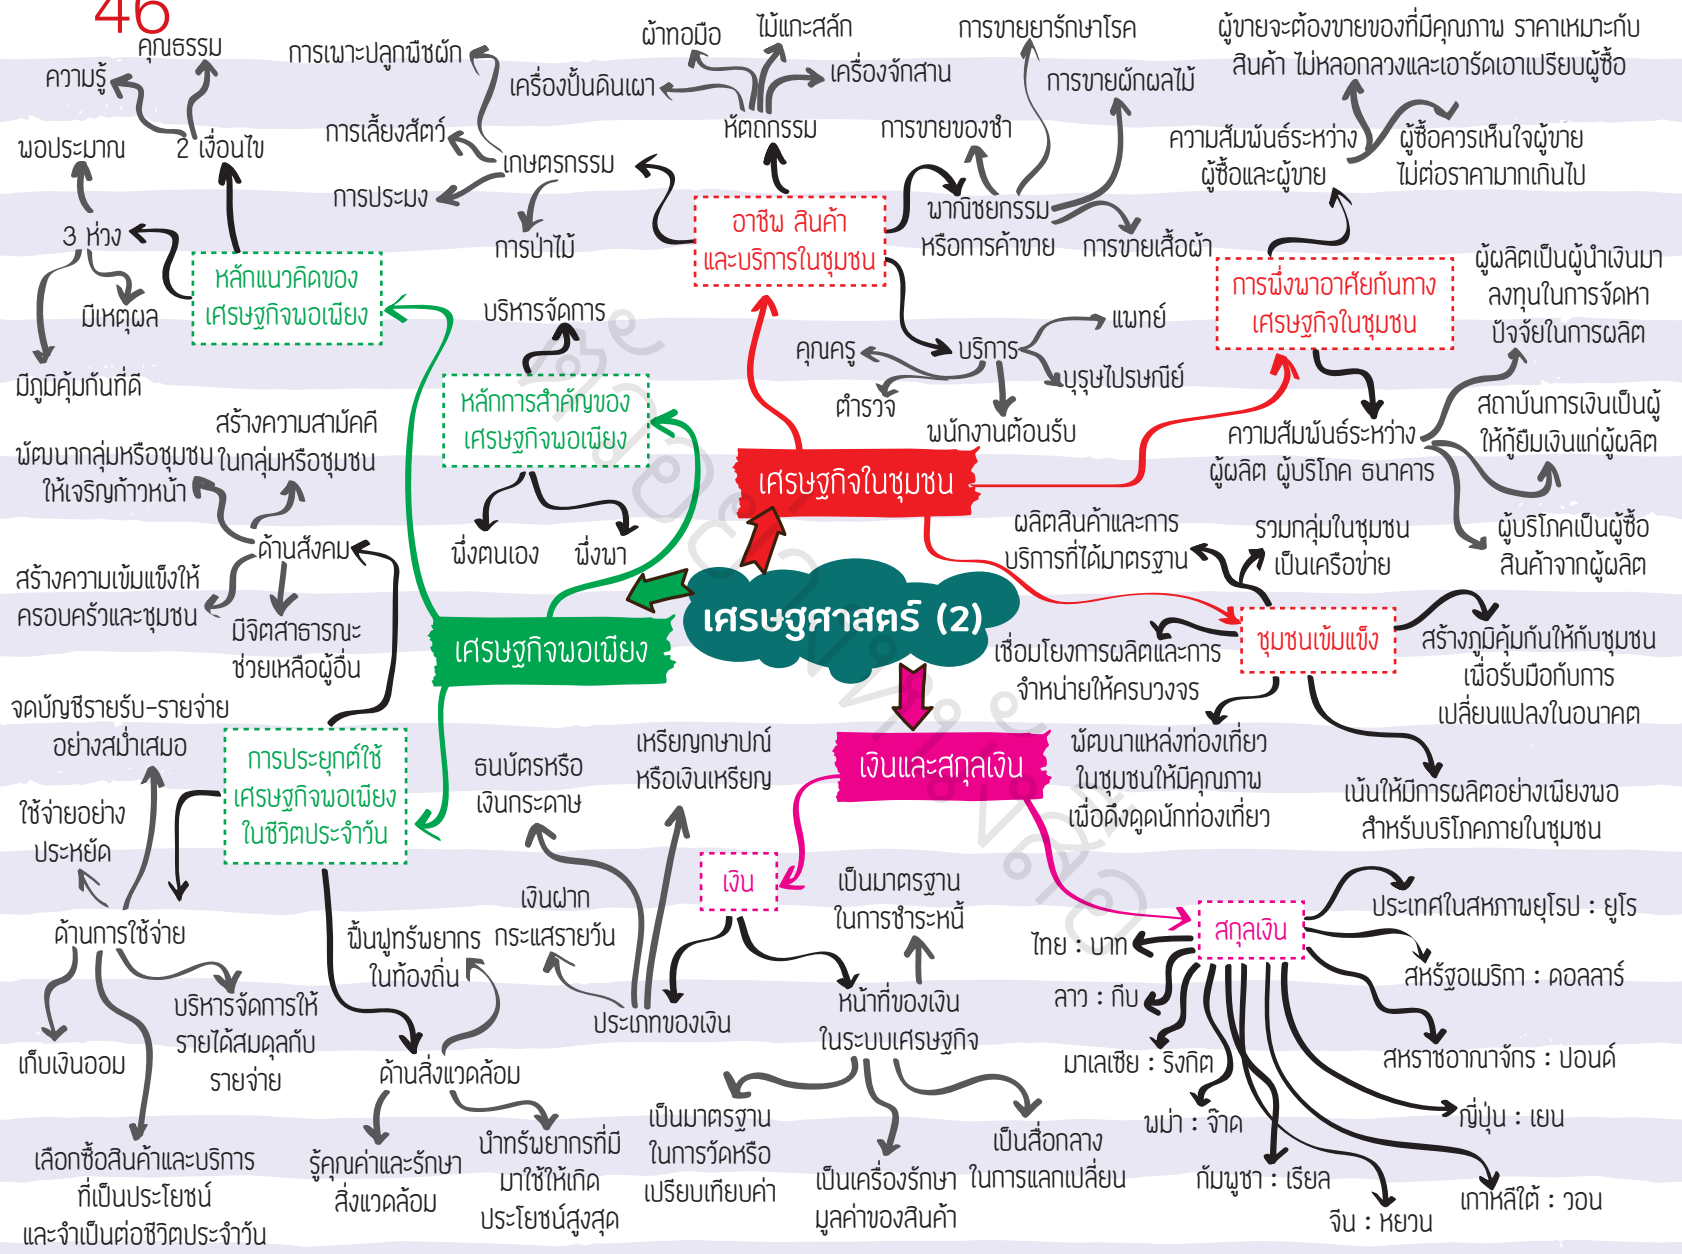 46
เศรษฐศาสตร์ (2)
เศรษฐกิจพอเพียง
หลักแนวคิดของ
เศรษฐกิจพอเพียง
2 เงื่อนไข
ความรู้
คุณธรรม
3 ห่วง
พอประมาณ
มีเหตุผล
มีภูมิคุ้มกันที่ดี
หลักการสำคัญของ
เศรษฐกิจพอเพียง
บริหารจัดการ
พึ่งตนเอง
พึ่งพา
การประยุกต์ใช้
เศรษฐกิจพอเพียง
ในชีวิตประจำวัน
ด้านสังคม
พัฒนากลุ่มหรือชุมชน
ให้เจริญก้าวหน้า
สร้างความสามัคคี
ในกลุ่มหรือชุมชน
สร้างความเข้มแข็งให้
ครอบครัวและชุมชน
มีจิตสาธารณะ
ช่วยเหลือผู้อื่น
ด้านการใช้จ่าย
จดบัญชีรายรับ-รายจ่าย
อย่างสม่ำเสมอ
ใช้จ่ายอย่าง
ประหยัด
เก็บเงินออม
เลือกซื้อสินค้าและบริการ
ที่เป็นประโยชน์
และจำเป็นต่อชีวิตประจำวัน
บริหารจัดการให้
รายได้สมดุลกับ
รายจ่าย
ด้านสิ่งแวดล้อม
ฟื้นฟูทรัพยากร
ในท้องถิ่น
รู้คุณค่าและรักษา
สิ่งแวดล้อม
นำทรัพยากรที่มี
มาใช้ให้เกิด
ประโยชน์สูงสุด
เศรษฐกิจในชุมชน
อาชีพ สินค้า
และบริการในชุมชน
เกษตรกรรม
การเพาะปลูกพืชผัก
การเลี้ยงสัตว์
การประมง
การป่าไม้
หัตถกรรม
ผ้าทอมือ
ไม้แกะสลัก
เครื่องปั้นดินเผา
เครื่องจักสาน
พาณิชยกรรม
หรือการค้าขาย
การขายของชำ
การขายยารักษาโรค
การขายผักผลไม้
การขายเสื้อผ้า
บริการ
แพทย์
คุณครู
บุรุษไปรษณีย์
ตำรวจ
พนักงานต้อนรับ
การพึ่งพาอาศัยกันทาง
เศรษฐกิจในชุมชน
ความสัมพันธ์ระหว่าง
ผู้ซื้อและผู้ขาย
ผู้ขายจะต้องขายของที่มีคุณภาพ ราคาเหมาะกับ
สินค้า ไม่หลอกลวงและเอารัดเอาเปรียบผู้ซื้อ
ผู้ซื้อควรเห็นใจผู้ขาย
ไม่ต่อราคามากเกินไป
ความสัมพันธ์ระหว่าง
ผู้ผลิต ผู้บริโภค ธนาคาร
ผู้ผลิตเป็นผู้นำเงินมา
ลงทุนในการจัดหา
ปัจจัยในการผลิต
สถาบันการเงินเป็นผู้
ให้กู้ยืมเงินแก่ผู้ผลิต
ผู้บริโภคเป็นผู้ซื้อ
สินค้าจากผู้ผลิต
ชุมชนเข้มแข็ง
ผลิตสินค้าและการ
บริการที่ได้มาตรฐาน
รวมกลุ่มในชุมชน
เป็นเครือข่าย
เชื่อมโยงการผลิตและการ
จำหน่ายให้ครบวงจร
สร้างภูมิคุ้มกันให้กับชุมชน
เพื่อรับมือกับการ
เปลี่ยนแปลงในอนาคต
พัฒนาแหล่งท่องเที่ยว
ในชุมชนให้มีคุณภาพ
เพื่อดึงดูดนักท่องเที่ยว
เน้นให้มีการผลิตอย่างเพียงพอ
สำหรับบริโภคภายในชุมชน
เงินและสกุลเงิน
เงิน
ประเภทของเงิน
ธนบัตรหรือ
เงินกระดาษ
เหรียญกษาปณ์
หรือเงินเหรียญ
เงินฝาก
กระแสรายวัน
หน้าที่ของเงิน
ในระบบเศรษฐกิจ
เป็นมาตรฐาน
ในการชำระหนี้
เป็นมาตรฐาน
ในการวัดหรือ
เปรียบเทียบค่า
เป็นเครื่องรักษา
มูลค่าของสินค้า
เป็นสื่อกลาง
ในการแลกเปลี่ยน
สกุลเงิน
ไทย : บาท
ลาว : กีบ
มาเลเซีย : ริงกิต
พม่า : จ๊าด
กัมพูชา : เรียล
จีน : หยวน
เกาหลีใต้ : วอน
ญี่ปุ่น : เยน
สหราชอาณาจักร : ปอนด์
สหรัฐอเมริกา : ดอลลาร์
ประเทศในสหภาพยุโรป : ยูโร